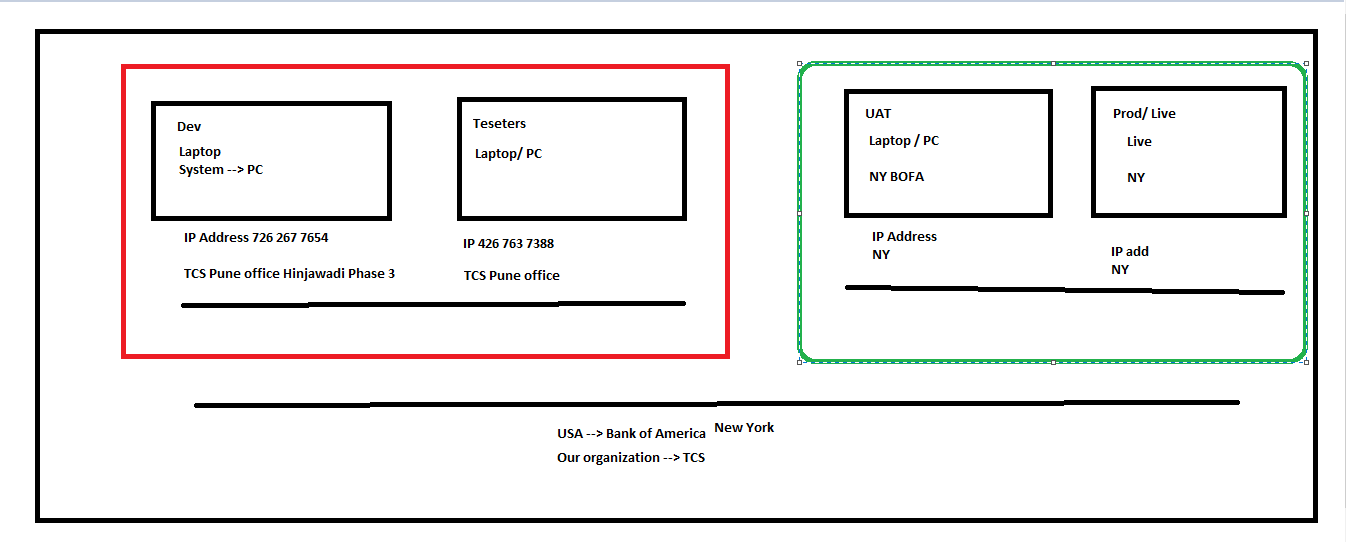 Dev
Laptop
System --> PC
IP Address 726 267 7654
TCS Pune office Hinjawadi Phase 3
Teseters
Laptop/ PC
IP 426 763 7388
TCS Pune office
UAT
Laptop / PC
NY BOFA
IP Address
NY
Prod/ Live
Live
NY
IP add
NY
USA --> Bank of America New York
Our organization --> TCS